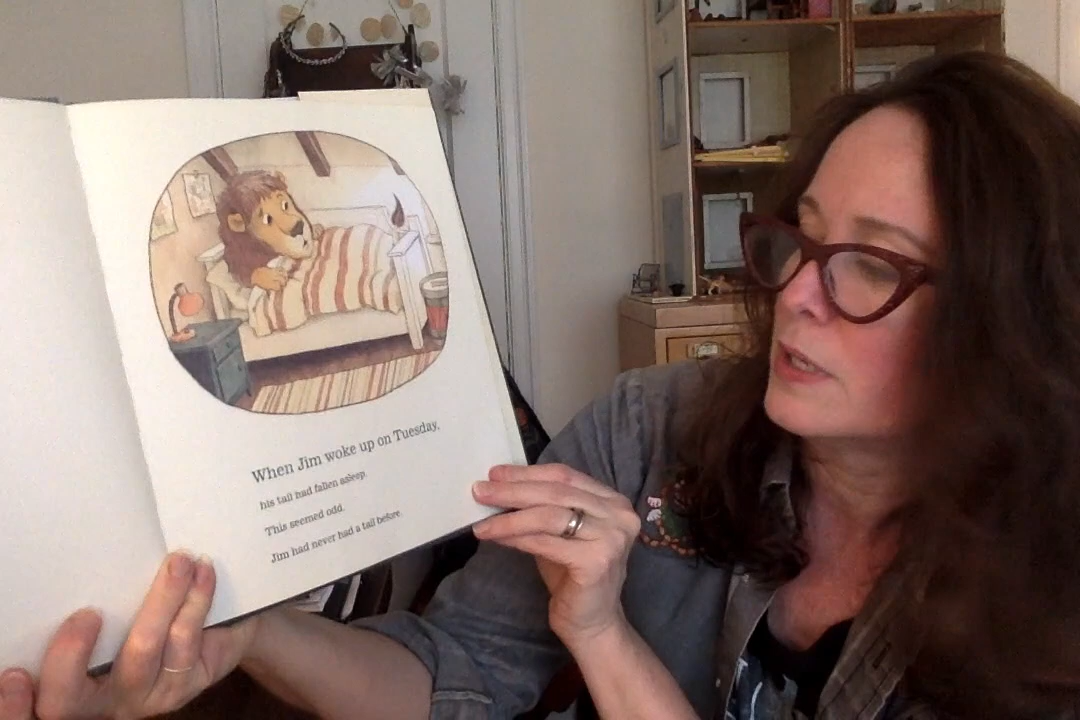 When Jim woke up on Tuesday,
his tail had fallen asleep.
This seemed odd.
Jim had never had a tail before.